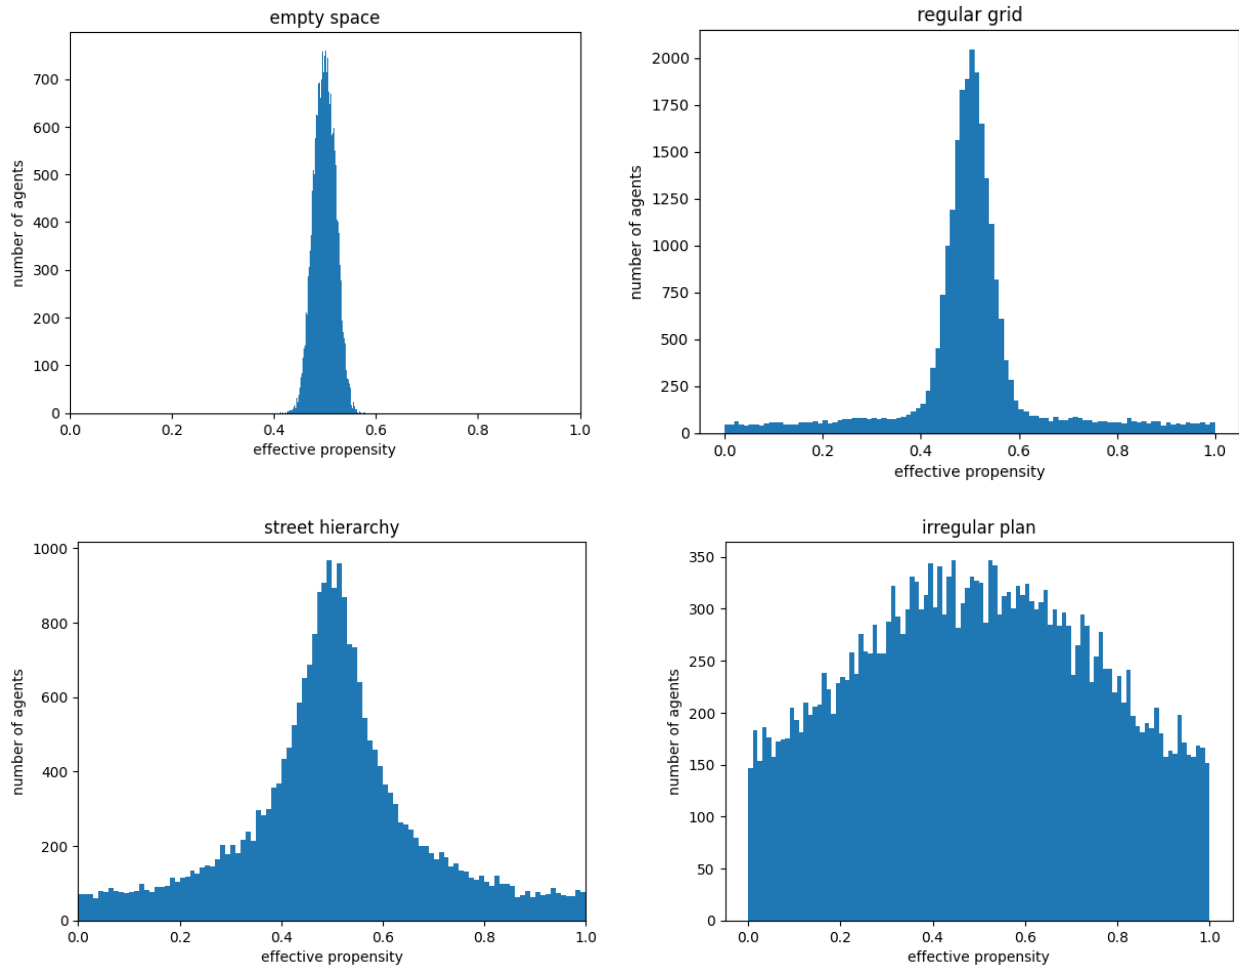 empty space
number of agents
700
600
500
400
300
200
100
0
0.0 0.2 0.4 0.6 0.8 1.0
effective propensity
regular grid
number of agents
2000
1750
1500
1250
1000
750
500
250
0
0.0 0.2 0.4 0.6 0.8 1.0
effective propensity
street hierarchy
number of agents
1000
800
600
400
200
0
0.0 0.2 0.4 0.6 0.8 1.0
effective propensity
irregular plan
number of agents
350
300
250
200
150
100
50
0
0.0 0.2 0.4 0.6 0.8 1.0
effective propensity